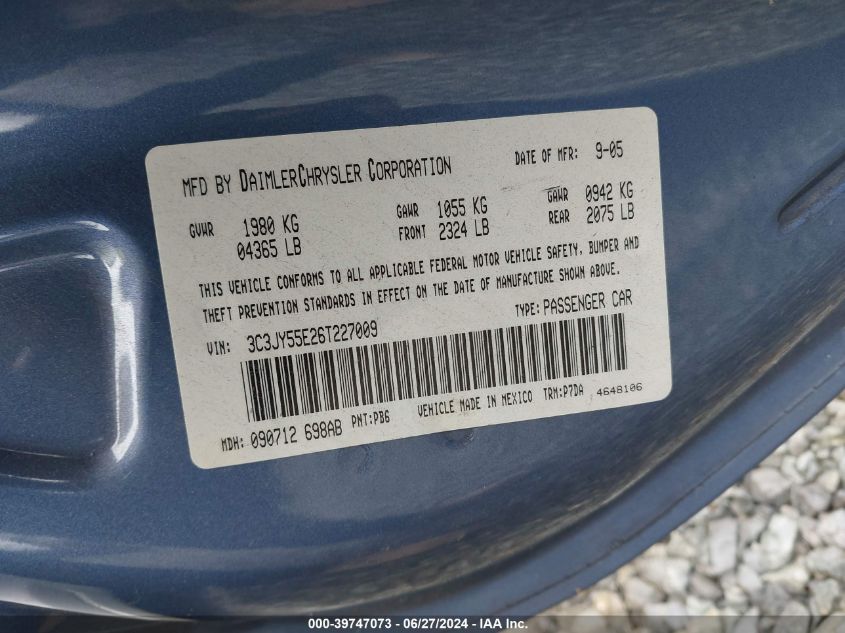 MFD BY DAIMLERCHRYSLER CORPORATION DATE OF MFR: 9-05
GVWR 1980 KG GAWR 1055 KG GAWR 0942 KG
04365 LB FRONT 2324 LB REAR 2075 LB
THIS VEHICLE CONFORMS TO ALL APPLICABLE FEDERAL MOTOR VEHICLE SAFETY, BUMPER AND
THEFT PREVENTION STANDARDS IN EFFECT ON THE DATE OF MANUFACTURE SHOWN ABOVE.
VIN: 3C3JY55E26T227009 TYPE: PASSENGER CAR
MDH: 090712 698AB PNT:PB6 VEHICLE MADE IN MEXICO TRM:P7DA 4648106
000-39747073 - 06/27/2024 - IAA Inc.